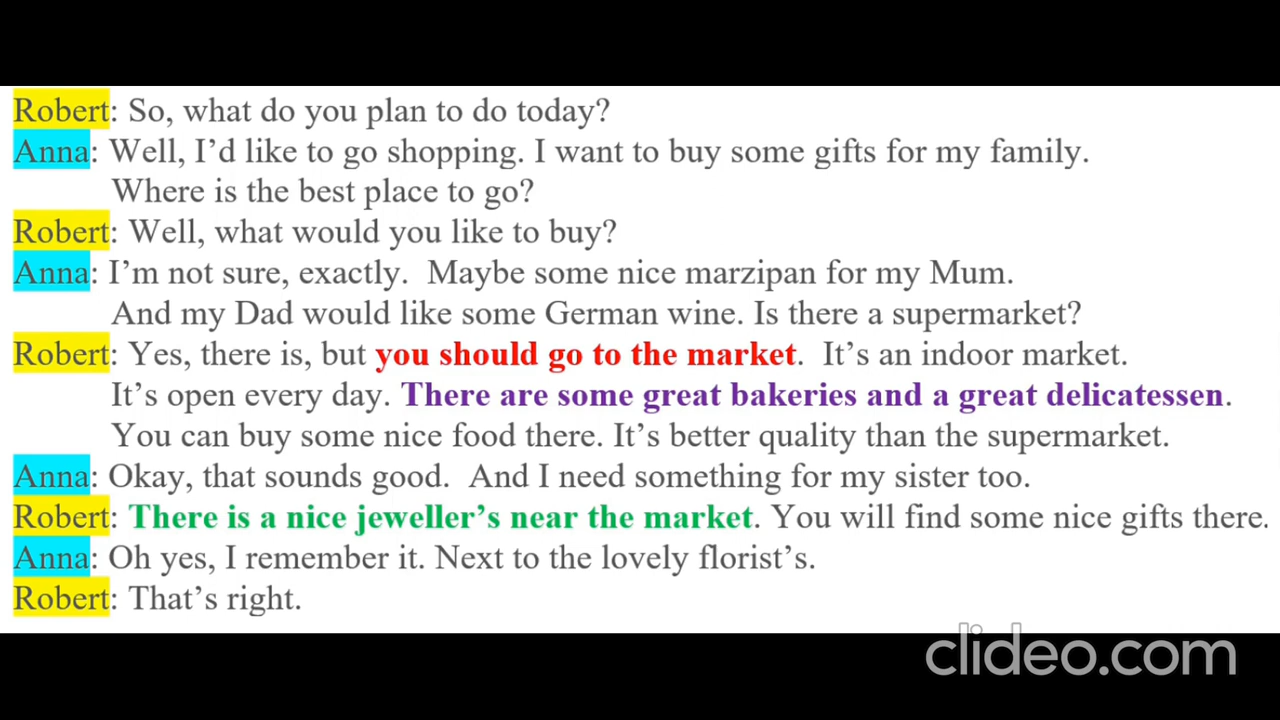 Robert: So, what do you plan to do today?
Anna: Well, I’d like to go shopping. I want to buy some gifts for my family.
Where is the best place to go?
Robert: Well, what would you like to buy?
Anna: I’m not sure, exactly.  Maybe some nice marzipan for my Mum.
And my Dad would like some German wine. Is there a supermarket?
Robert: Yes, there is, but you should go to the market.  It’s an indoor market.
It’s open every day. There are some great bakeries and a great delicatessen.
You can buy some nice food there. It’s better quality than the supermarket.
Anna: Okay, that sounds good.  And I need something for my sister too.
Robert: There is a nice jeweller’s near the market. You will find some nice gifts there.
Anna: Oh yes, I remember it. Next to the lovely florist’s.
Robert: That’s right.
clideo.com